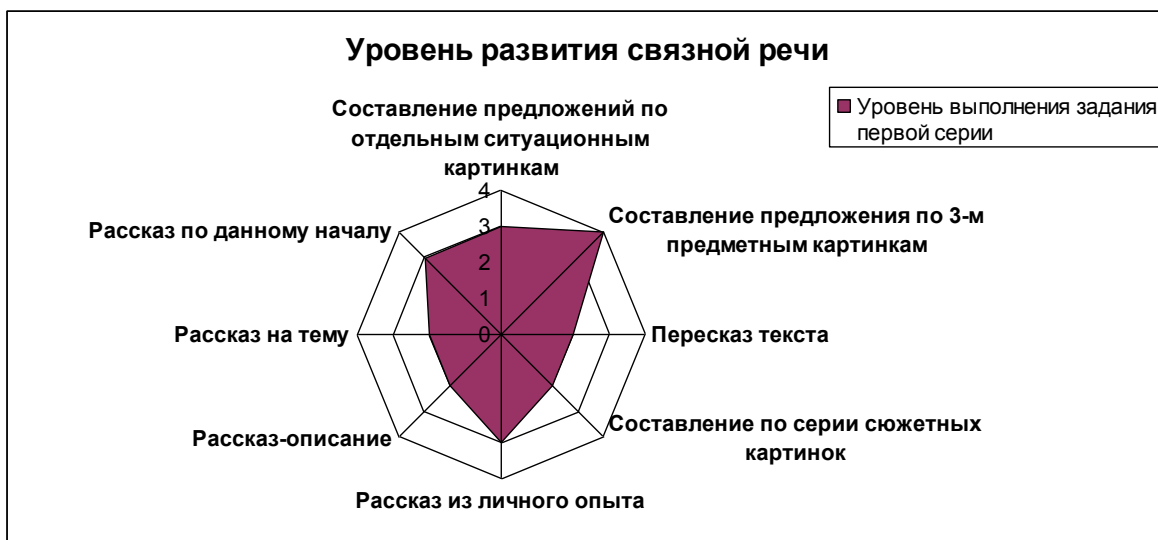 Уровень развития связной речи
Уровень выполнения задания
первой серии
Составление предложений по
отдельным ситуационным
картинкам
Составление предложения по 3-м
предметным картинкам
Пересказ текста
Составление по серии сюжетных
картинок
Рассказ из личного опыта
Рассказ-описание
Рассказ на тему
Рассказ по данному началу
4
3
2
1
0